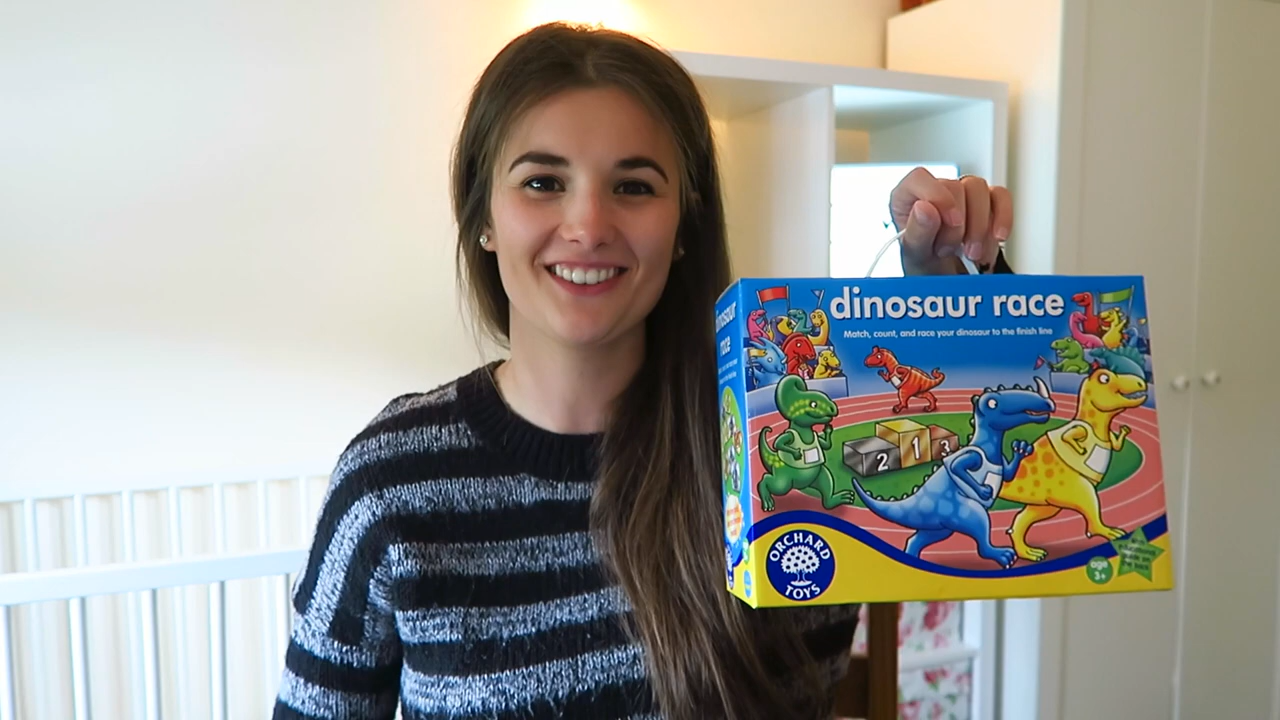 dinosaur race
Match, count, and race your dinosaur to the finish line
dinosaur
race
2
1
3
ORCHARD
TOYS
age
3+